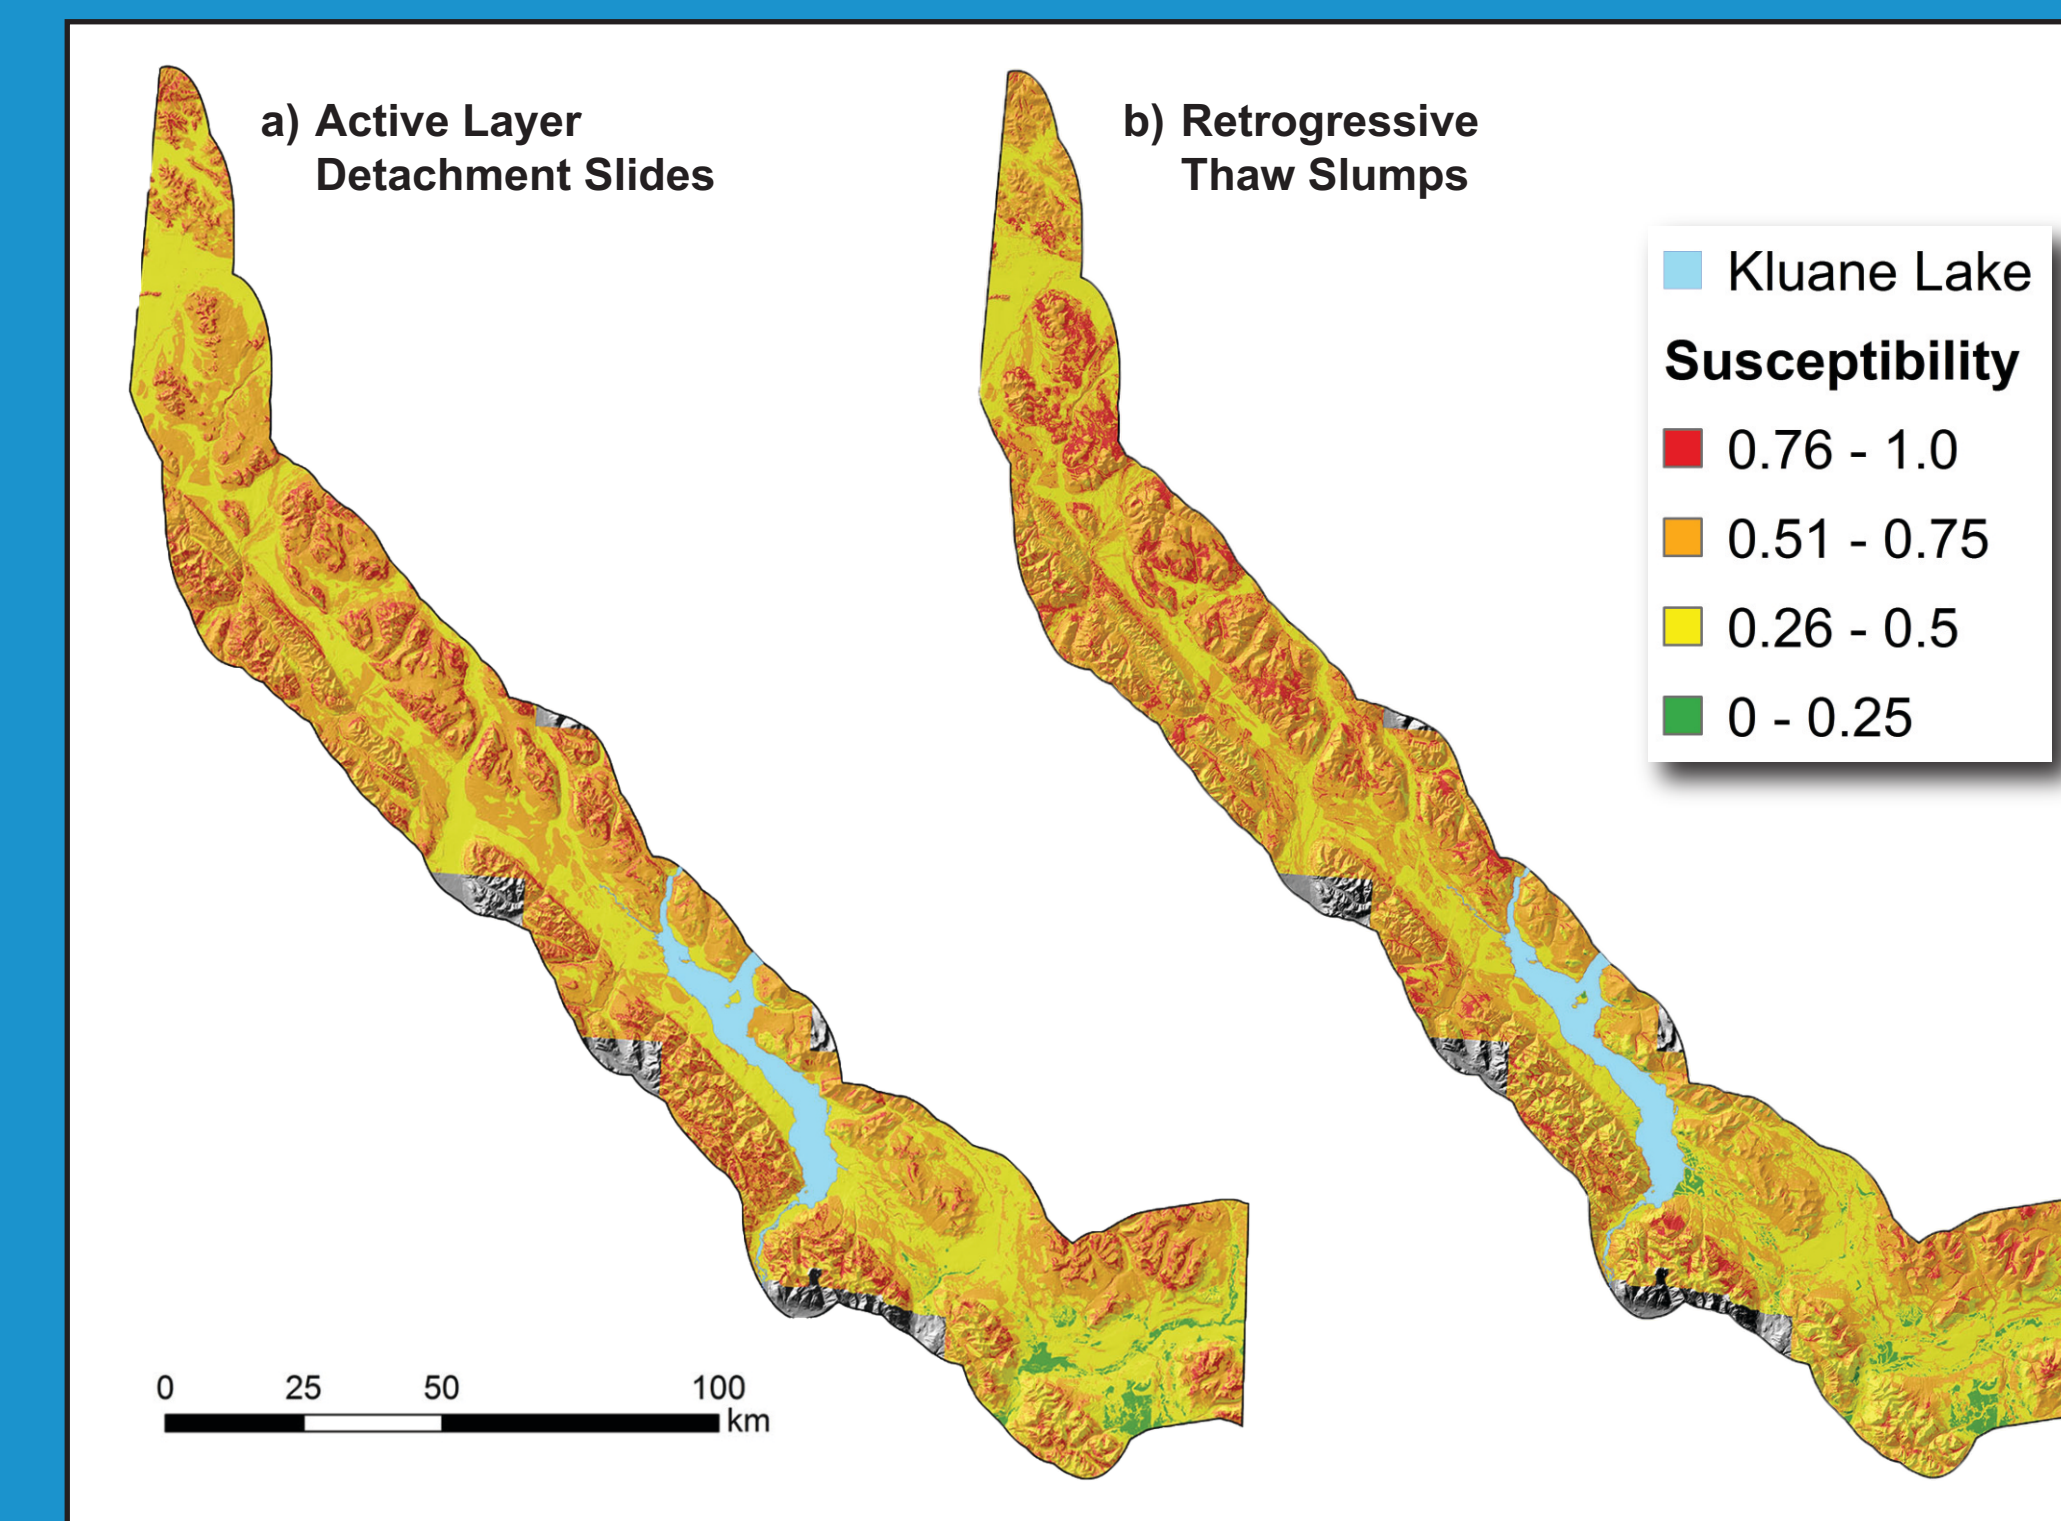 a) Active Layer
Detachment Slides
b) Retrogressive
Thaw Slumps
Kluane Lake
Susceptibility
0.76 - 1.0
0.51 - 0.75
0.26 - 0.5
0 - 0.25
0 25 50 100
km